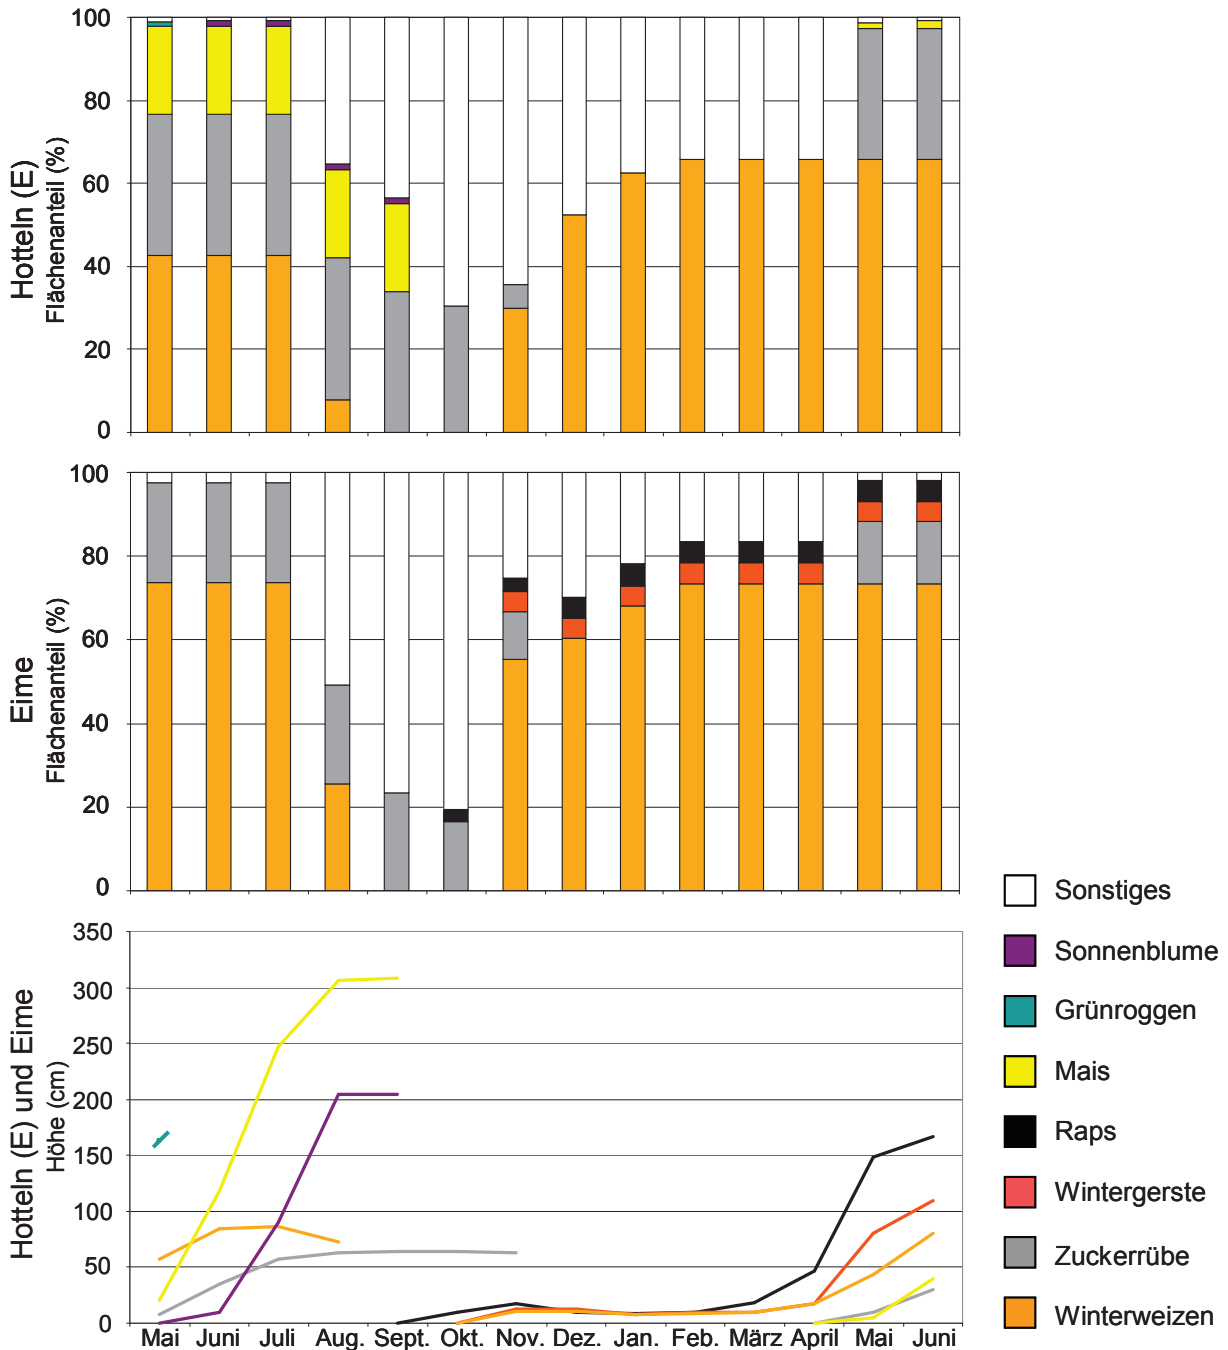 Hotteln (E)
Flächenanteil (%)
100
80
60
40
20
0
Eime
Flächenanteil (%)
100
80
60
40
20
0
Hotteln (E) und Eime
Höhe (cm)
350
300
250
200
150
100
50
0
Mai Juni Juli Aug. Sept. Okt. Nov. Dez. Jan. Feb. März April Mai Juni
Sonstiges
Sonnenblume
Grünroggen
Mais
Raps
Wintergerste
Zuckerrübe
Winterweizen